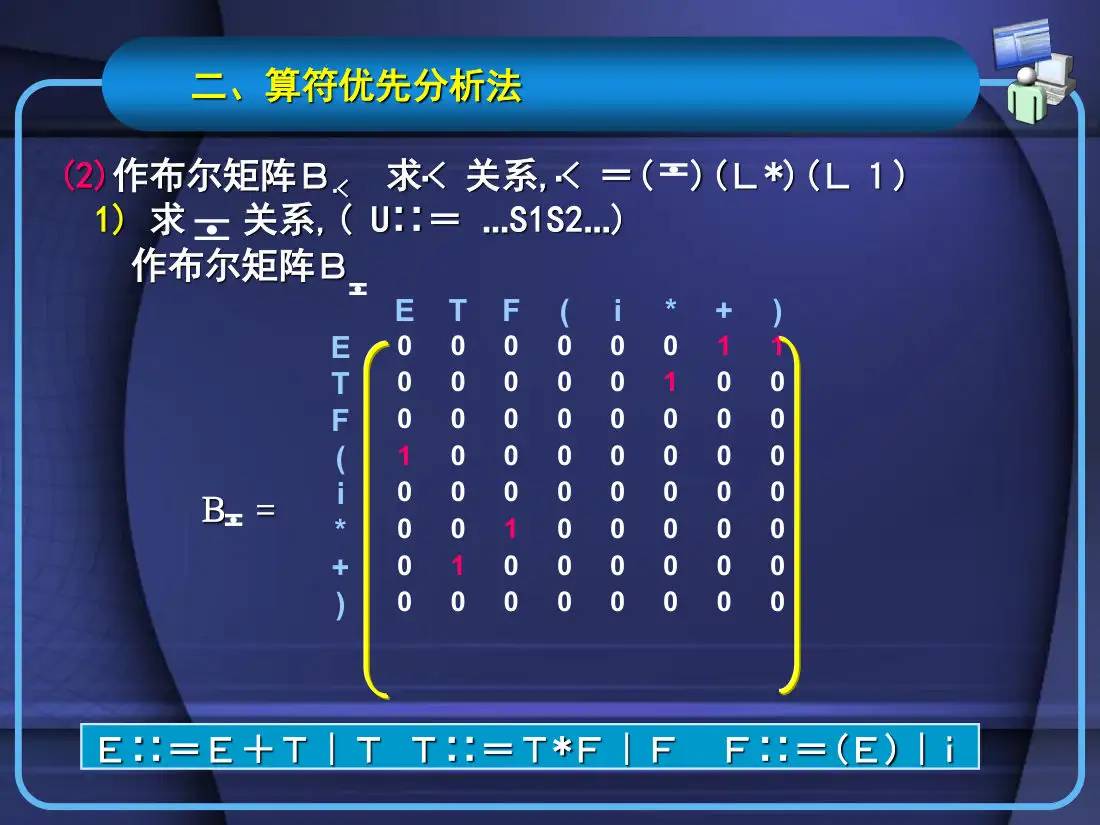 二、算符优先分析法
(2)作布尔矩阵B⋖ 求⋖ 关系,⋖ ＝(≐)(L*)(L 1)
1) 求 ≐ 关系,( U::＝ …S1S2…)
作布尔矩阵B≐
E T F ( i * + )
E 0 0 0 0 0 0 1 1
T 0 0 0 0 0 1 0 0
F 0 0 0 0 0 0 0 0
( 1 0 0 0 0 0 0 0
i 0 0 0 0 0 0 0 0
B≐ =
* 0 0 1 0 0 0 0 0
+ 0 1 0 0 0 0 0 0
) 0 0 0 0 0 0 0 0
E::＝E＋T｜T T::＝T*F｜F F::＝(E)｜i